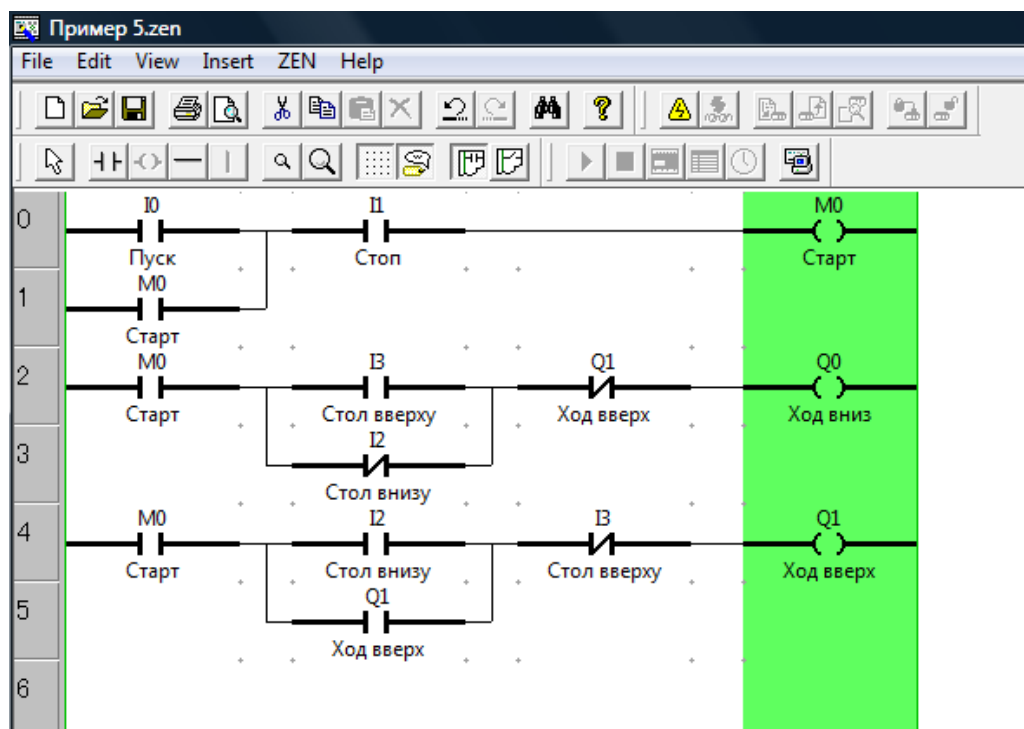 Пример 5.zen
File Edit View Insert ZEN Help
0 I0 I1 M0
Пуск Стоп Старт
1 M0
Старт
2 M0 I3 Q1 Q0
Старт Стол вверху Ход вверх Ход вниз
3 I2
Стол внизу
4 M0 I2 I3 Q1
Старт Стол внизу Стол вверху Ход вверх
5 Q1
Ход вверх
6